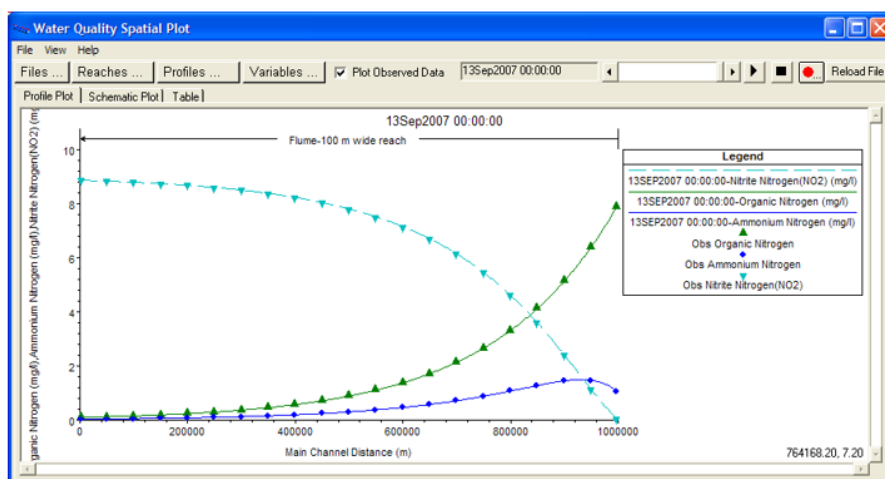 Water Quality Spatial Plot
File View Help
Files ... Reaches ... Profiles ... Variables ... Plot Observed Data 13Sep2007 00:00:00 Reload File
Profile Plot Schematic Plot Table
13Sep2007 00:00:00
Flume-100 m wide reach
Legend
13SEP2007 00:00:00-Nitrite Nitrogen(NO2) (mg/l)
13SEP2007 00:00:00-Organic Nitrogen (mg/l)
13SEP2007 00:00:00-Ammonium Nitrogen (mg/l)
Obs Organic Nitrogen
Obs Ammonium Nitrogen
Obs Nitrite Nitrogen(NO2)
rganic Nitrogen (mg/l),Ammonium Nitrogen (mg/l),Nitrite Nitrogen(NO2) (m
10
8
6
4
2
0
0 200000 400000 600000 800000 1000000
Main Channel Distance (m)
764168.20, 7.20